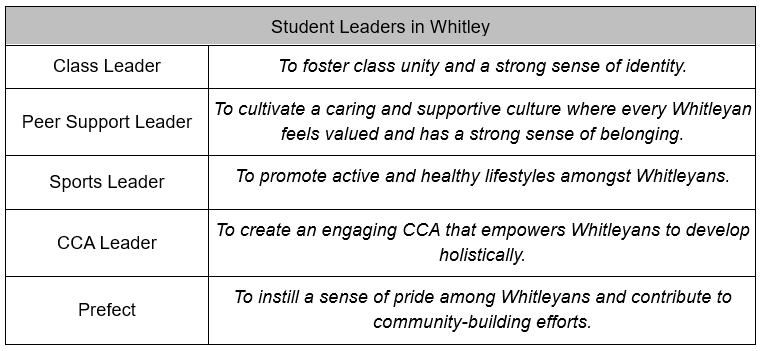 Student Leaders in Whitley
Class Leader
To foster class unity and a strong sense of identity.
Peer Support Leader
To cultivate a caring and supportive culture where every Whitleyan
feels valued and has a strong sense of belonging.
Sports Leader
To promote active and healthy lifestyles amongst Whitleyans.
CCA Leader
To create an engaging CCA that empowers Whitleyans to develop
holistically.
Prefect
To instill a sense of pride among Whitleyans and contribute to
community-building efforts.